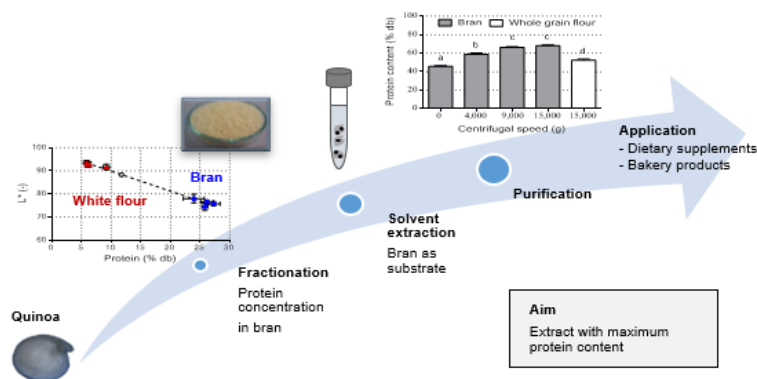 Bran Whole grain flour
Protein content (% db)
100
80
60
40
20
0
a b c c d
0 4,000 9,000 15,000 15,000
Centrifugal speed (g)
Application
- Dietary supplements
- Bakery products
L* (-)
100
90
80
70
60
White flour
Bran
0 5 10 15 20 25 30
Protein (% db)
Purification
Solvent
extraction
Bran as
substrate
Fractionation
Protein
concentration
in bran
Quinoa
Aim
Extract with maximum
protein content